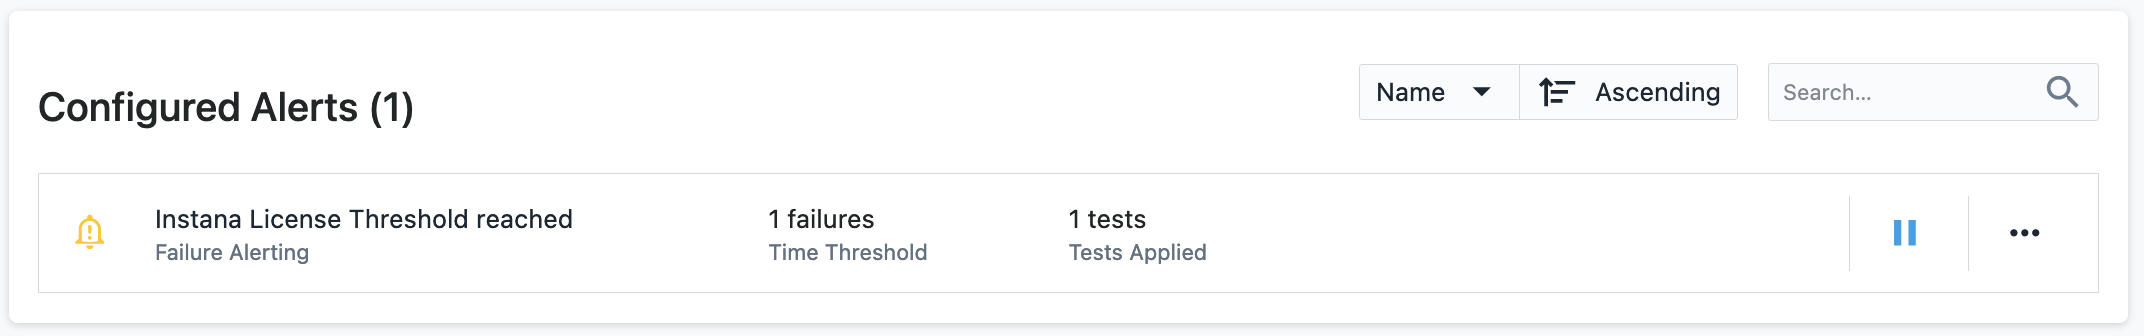 Configured Alerts (1)
Name
Ascending
Search...
Instana License Threshold reached
Failure Alerting
1 failures
Time Threshold
1 tests
Tests Applied